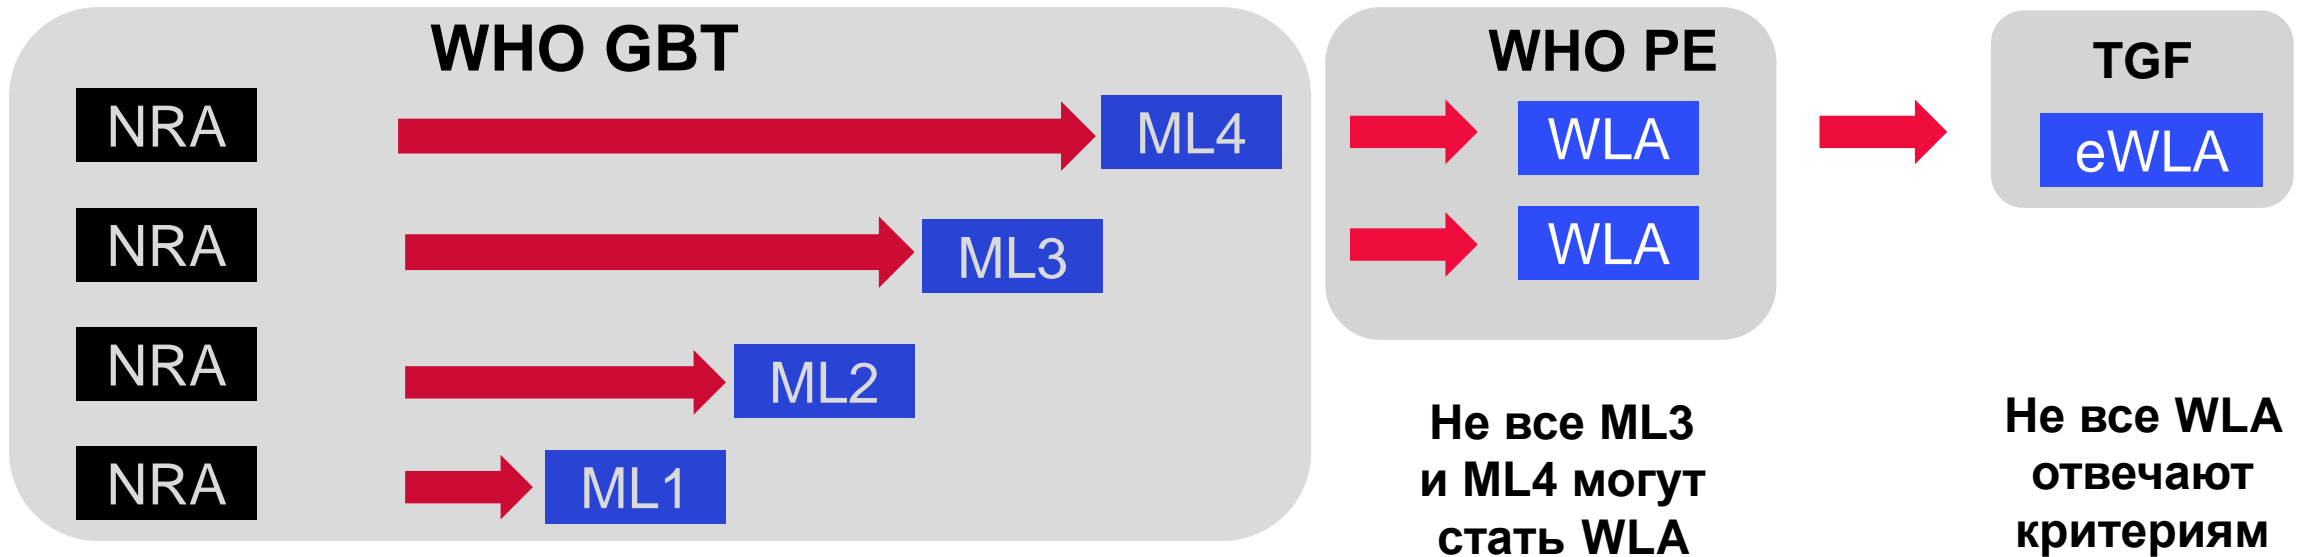 WHO GBT
NRA
ML4
NRA
ML3
NRA
ML2
NRA
ML1
WHO PE
WLA
WLA
Не все ML3
и ML4 могут
стать WLA
TGF
eWLA
Не все WLA
отвечают
критериям